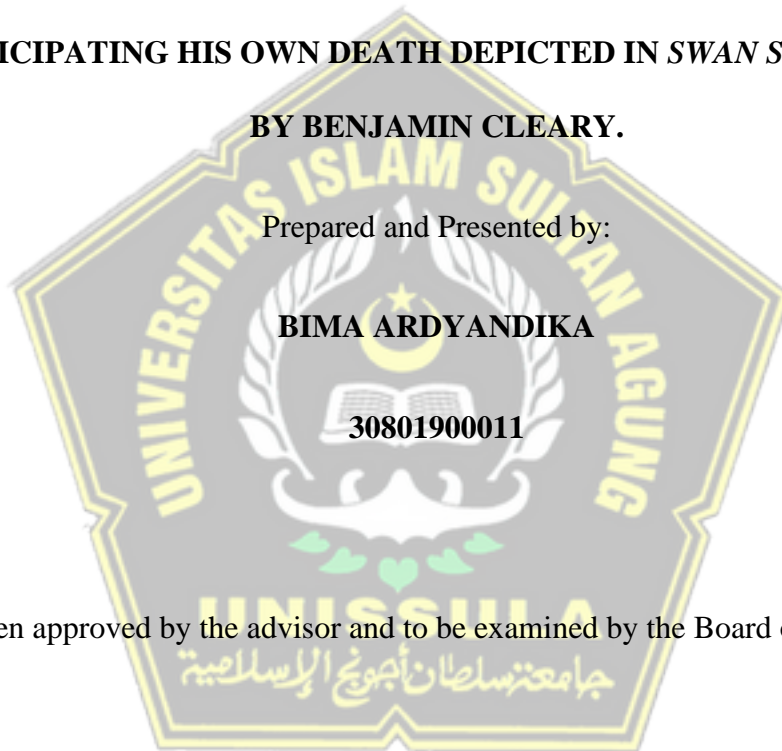 ICIPATING HIS OWN DEATH DEPICTED IN SWAN S
BY BENJAMIN CLEARY.
UNIVERSITAS ISLAM SULTAN AGUNG
Prepared and Presented by:
BIMA ARDYANDIKA
30801900011
en approved by the advisor and to be examined by the Board
UNISSULA
جامعة سلطان أجونج الإسلامية